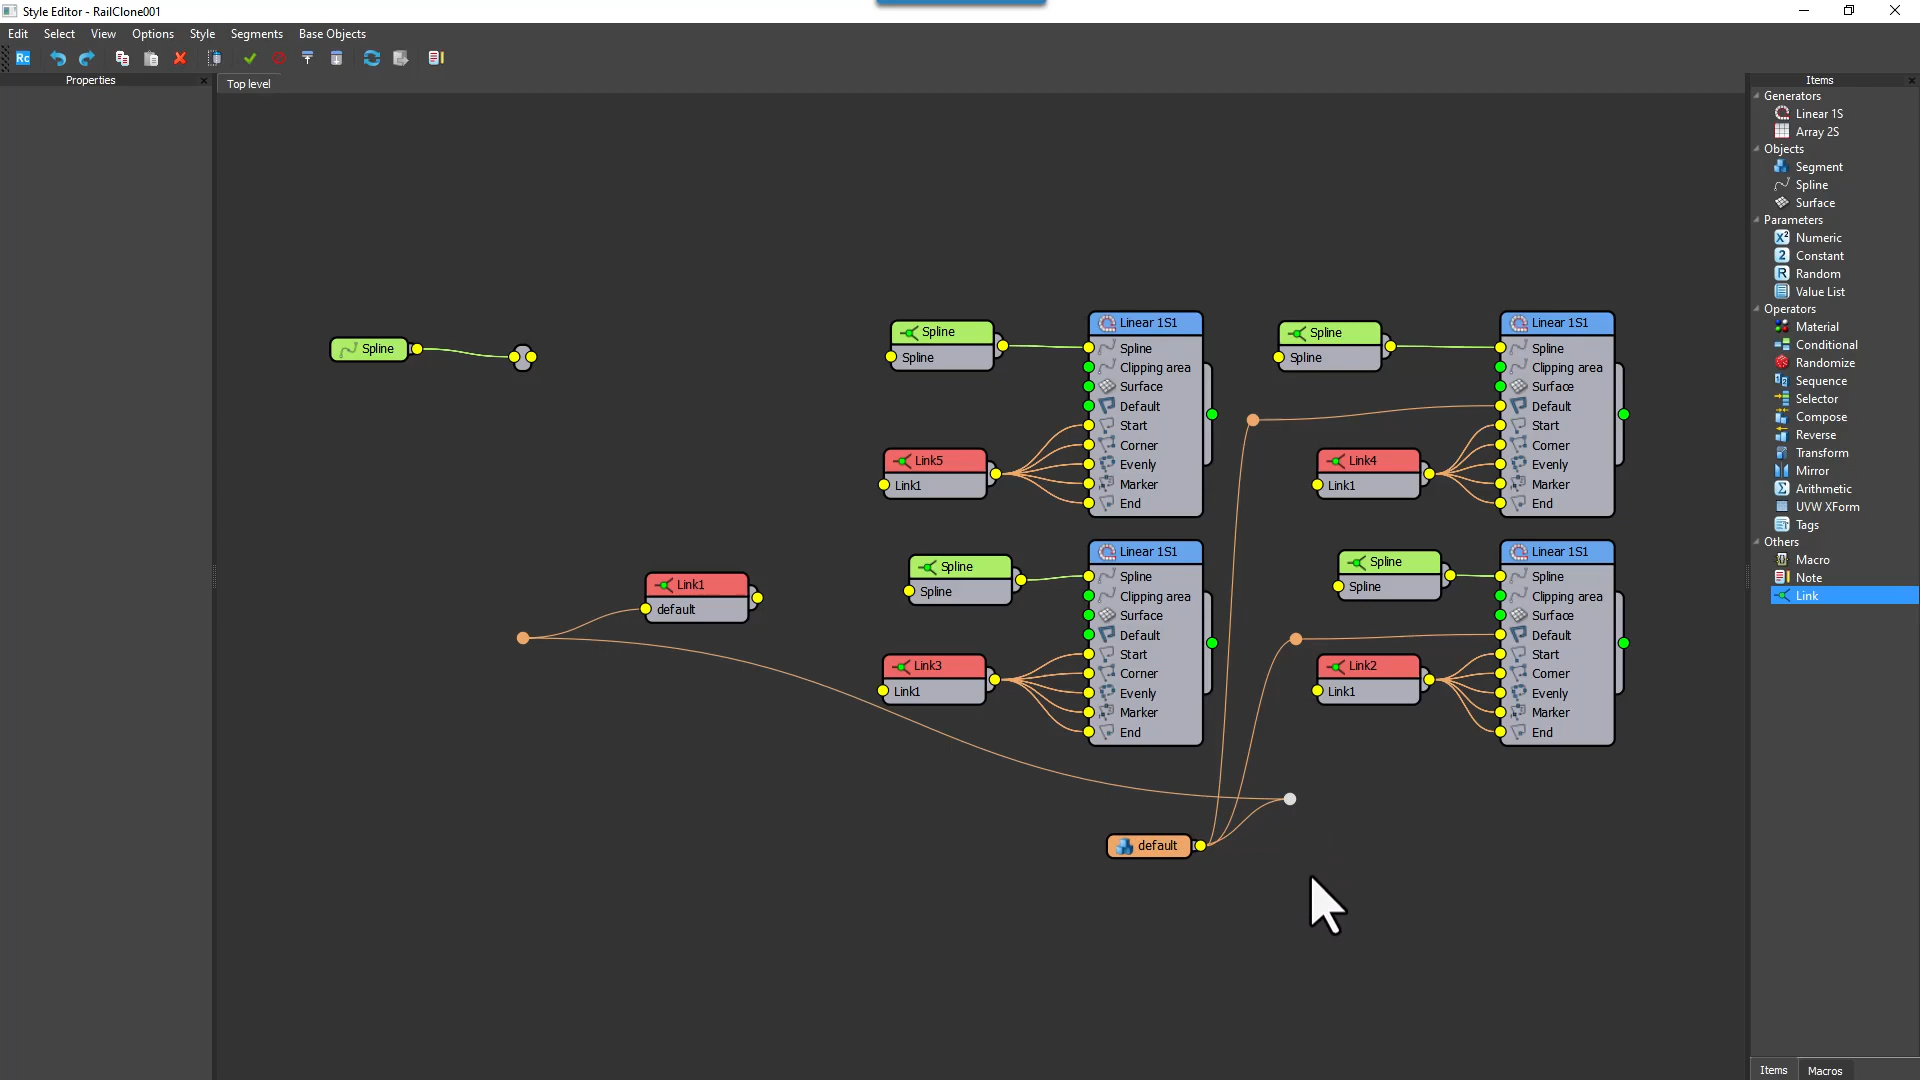 Style Editor - RailClone001
Edit Select View Options Style Segments Base Objects
Rc
Properties
Top level
Items
Generators
Linear 1S
Array 2S
Objects
Segment
Spline
Surface
Parameters
Numeric
Constant
Random
Value List
Operators
Material
Conditional
Randomize
Sequence
Selector
Compose
Reverse
Transform
Mirror
Arithmetic
UVW XForm
Tags
Others
Macro
Note
Link
Items Macros
Spline
Spline
Spline
Linear 1S1
Spline
Clipping area
Surface
Default
Start
Corner
Evenly
Marker
End
Link5
Link1
Spline
Spline
Linear 1S1
Spline
Clipping area
Surface
Default
Start
Corner
Evenly
Marker
End
Link4
Link1
Link1
default
Spline
Spline
Linear 1S1
Spline
Clipping area
Surface
Default
Start
Corner
Evenly
Marker
End
Link3
Link1
Spline
Spline
Linear 1S1
Spline
Clipping area
Surface
Default
Start
Corner
Evenly
Marker
End
Link2
Link1
default